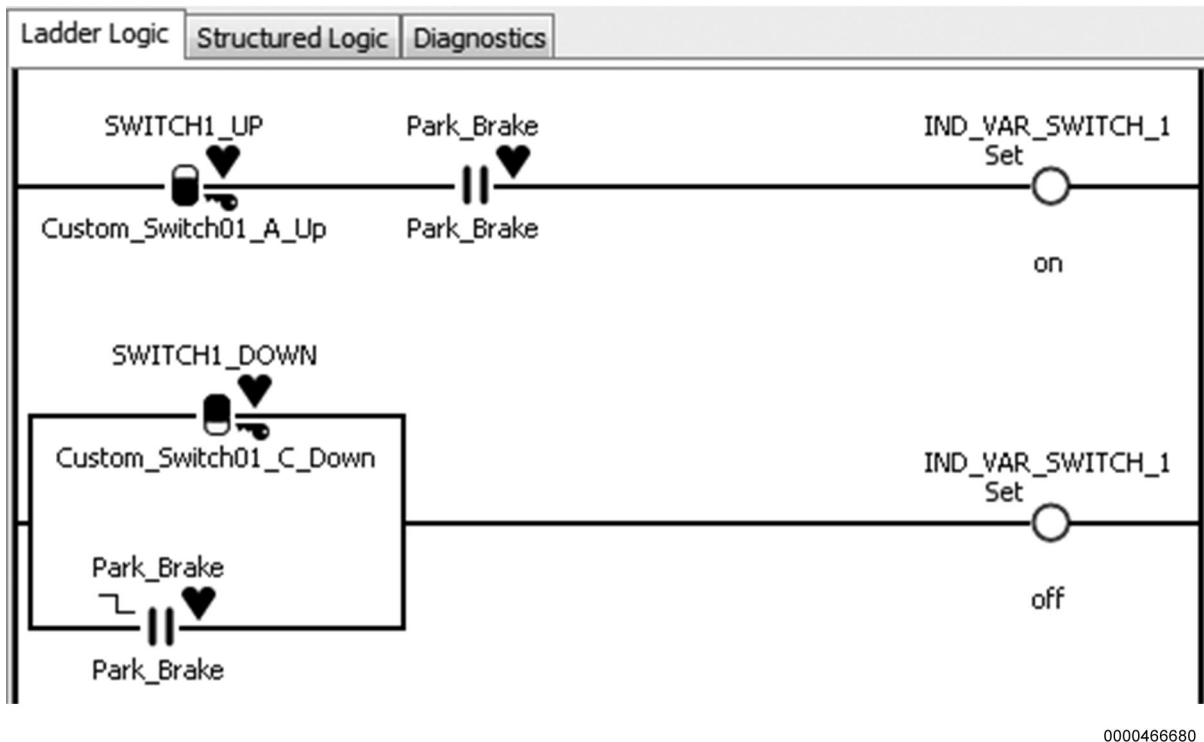 Ladder Logic Structured Logic Diagnostics
SWITCH1_UP Park_Brake IND_VAR_SWITCH_1
Set
Custom_Switch01_A_Up Park_Brake
on
SWITCH1_DOWN
Custom_Switch01_C_Down IND_VAR_SWITCH_1
Set
Park_Brake
off
Park_Brake
0000466680